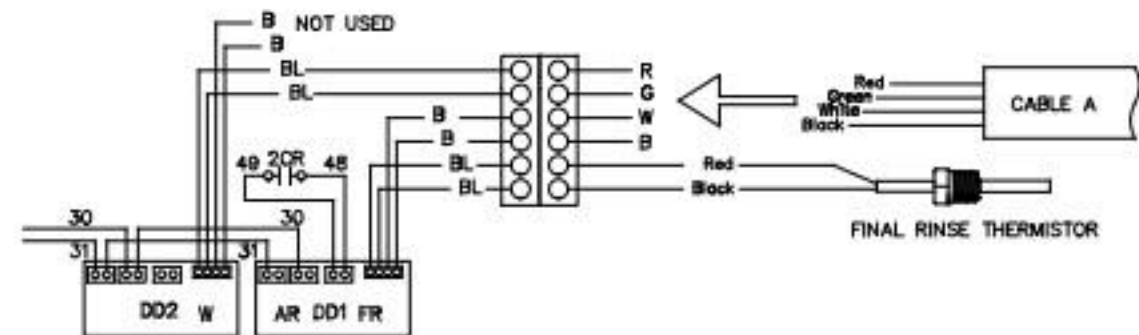 B NOT USED
B
BL
BL
B
B
BL
BL
R
G
W
B
Red
Green
White
Black
CABLE A
Red
Black
FINAL RINSE THERMISTOR
49 2CR 48
30
30
31
31
DD2 W
AR DD1 FR